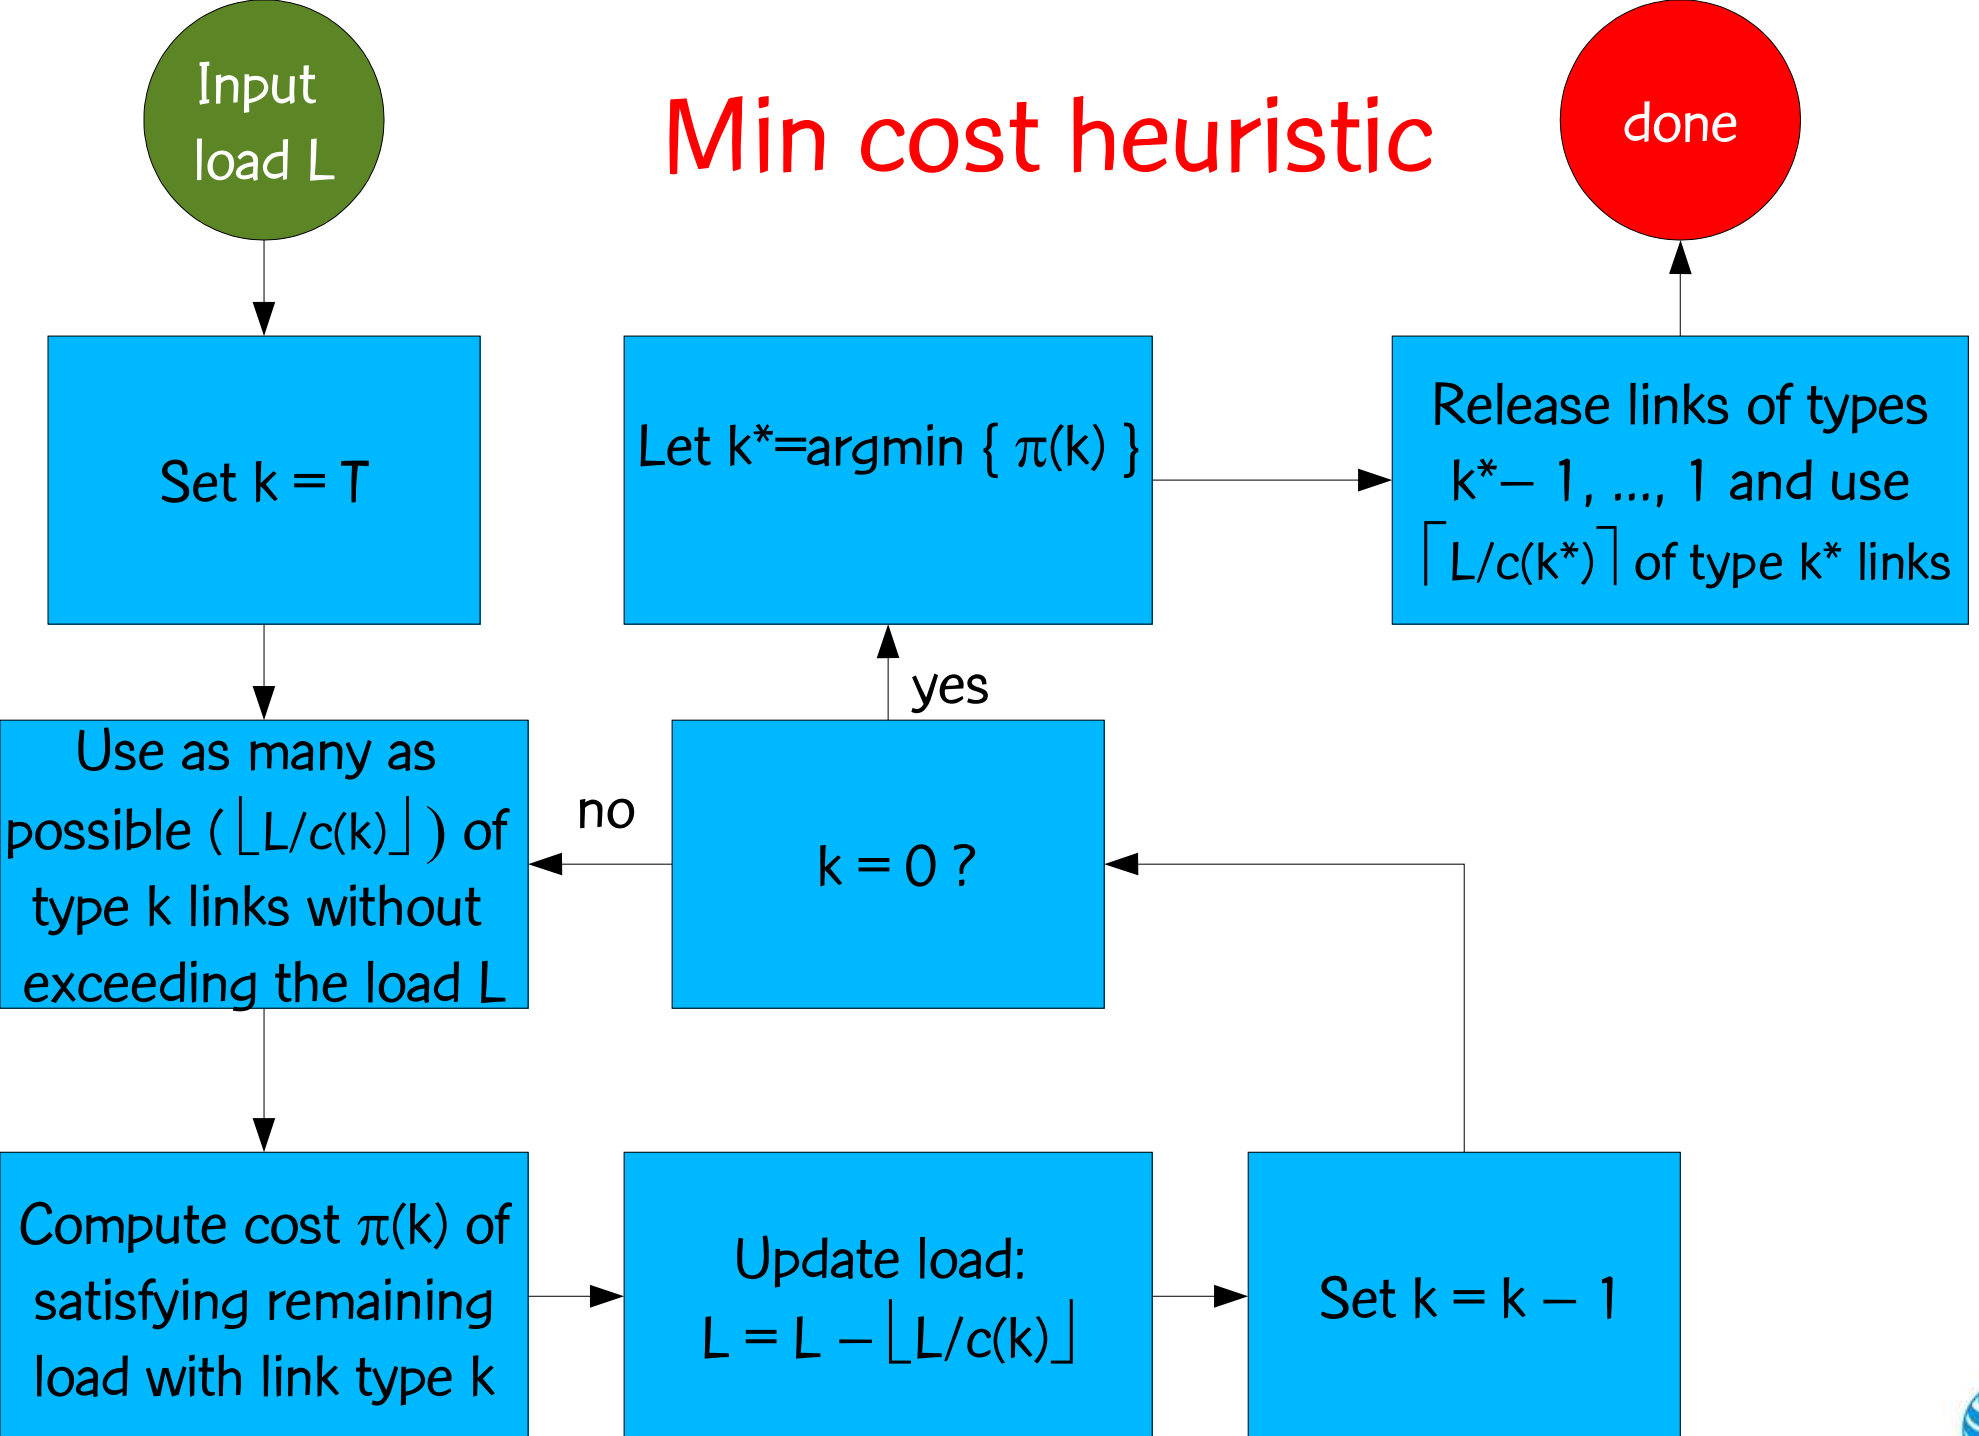 Input
load L
Min cost heuristic
done
Set k = T
Let k*=argmin { π(k) }
Release links of types
k*– 1, ..., 1 and use
⌈L/c(k*)⌉ of type k* links
yes
Use as many as
possible (⌊L/c(k)⌋) of
type k links without
exceeding the load L
no
k = 0 ?
Compute cost π(k) of
satisfying remaining
load with link type k
Update load:
L = L – ⌊L/c(k)⌋
Set k = k – 1